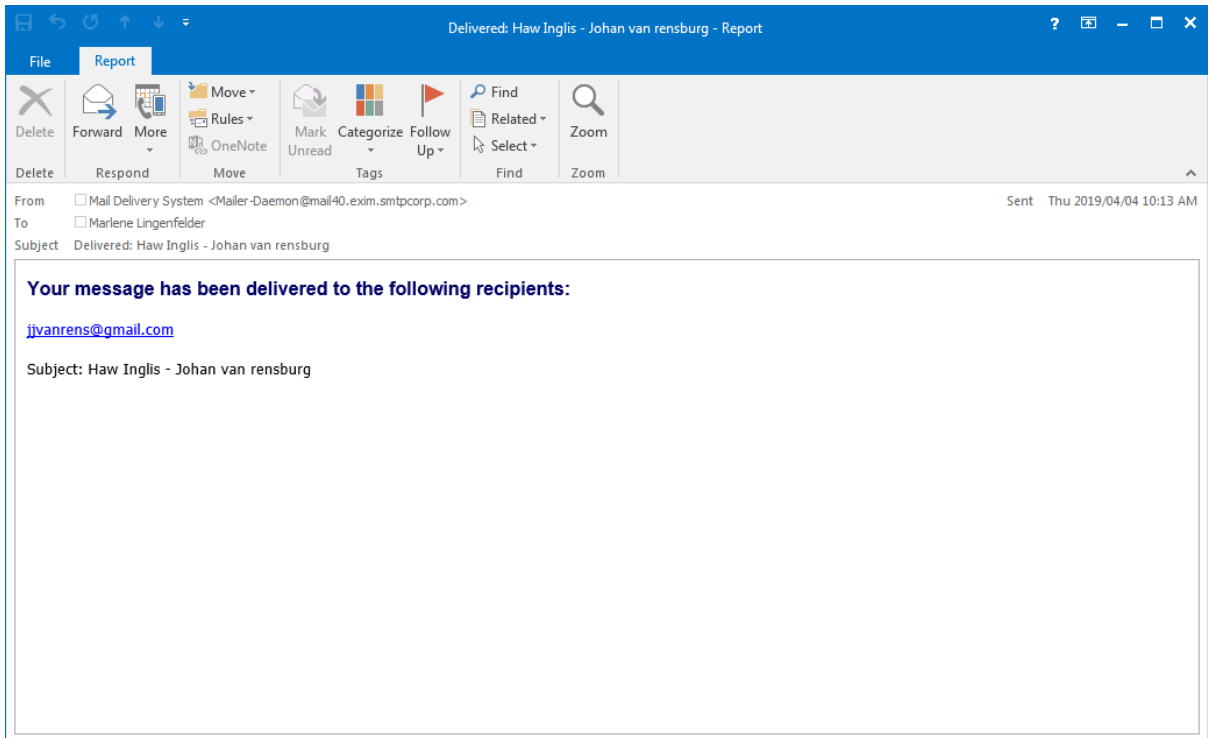 Delivered: Haw Inglis - Johan van rensburg - Report
?
File Report
Delete
Forward
More
Move
Rules
OneNote
Mark Unread
Categorize
Follow Up
Find
Related
Select
Zoom
Delete Respond Move Tags Find Zoom
From Mail Delivery System <Mailer-Daemon@mail40.exim.smtpcorp.com> Sent Thu 2019/04/04 10:13 AM
To Marlene Lingenfelder
Subject Delivered: Haw Inglis - Johan van rensburg
Your message has been delivered to the following recipients:
jjvanrens@gmail.com
Subject: Haw Inglis - Johan van rensburg